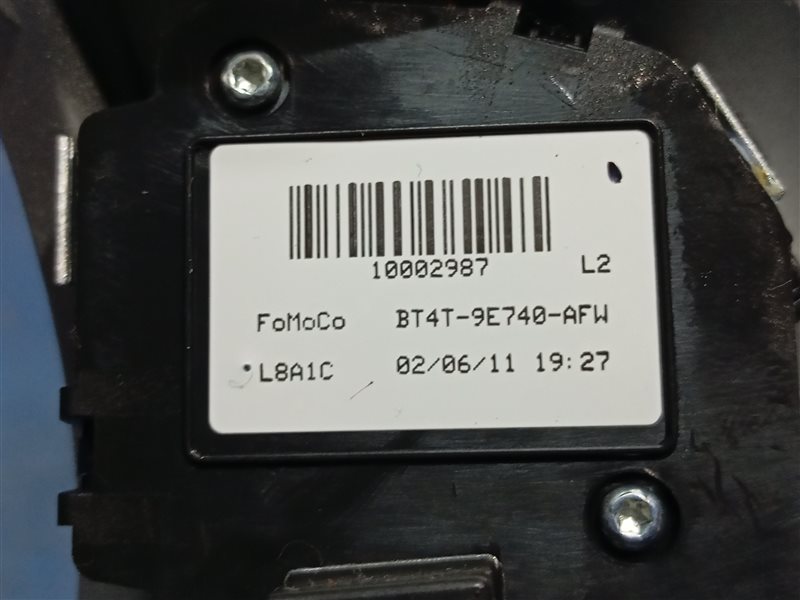 10002987 L2
FoMoCo BT4T-9E740-AFW
L8A1C 02/06/11 19:27